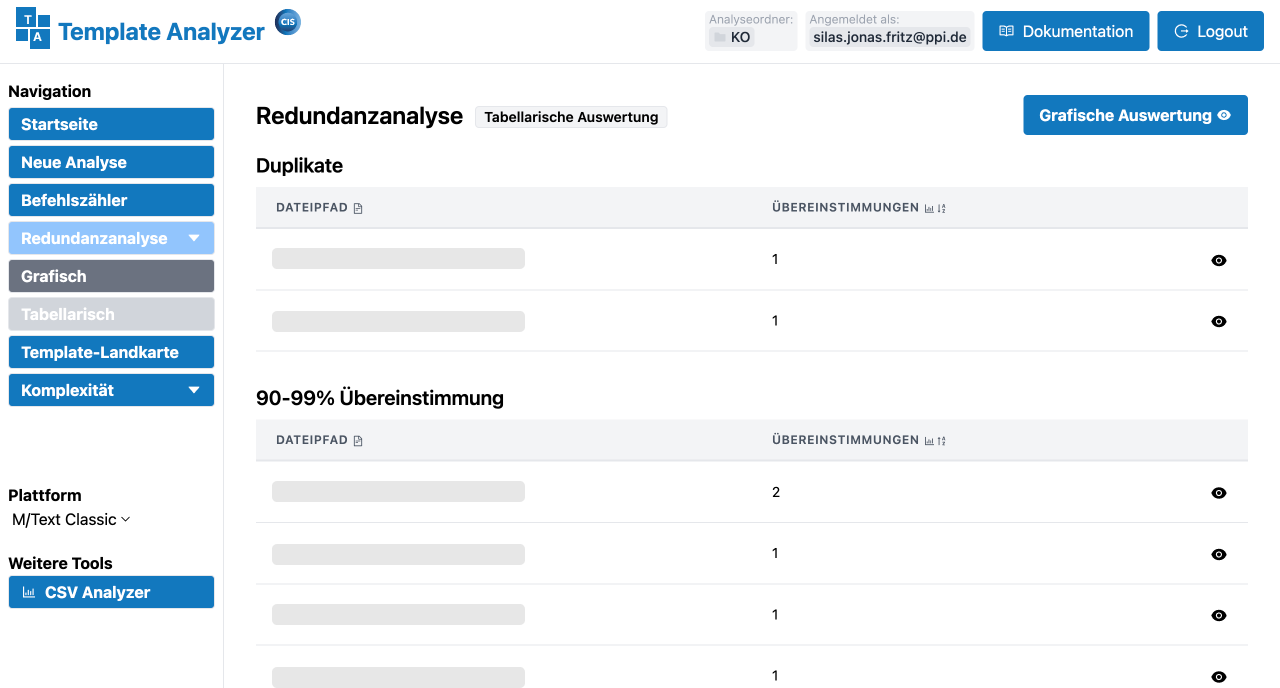 T
A
Template Analyzer
CIS
Analyseordner:
KO
Angemeldet als:
silas.jonas.fritz@ppi.de
Dokumentation
Logout
Navigation
Startseite
Neue Analyse
Befehlszähler
Redundanzanalyse
Grafisch
Tabellarisch
Template-Landkarte
Komplexität
Plattform
M/Text Classic
Weitere Tools
CSV Analyzer
Redundanzanalyse
Tabellarische Auswertung
Grafische Auswertung
Duplikate
DATEIPFAD
ÜBEREINSTIMMUNGEN
1
1
90-99% Übereinstimmung
DATEIPFAD
ÜBEREINSTIMMUNGEN
2
1
1
1